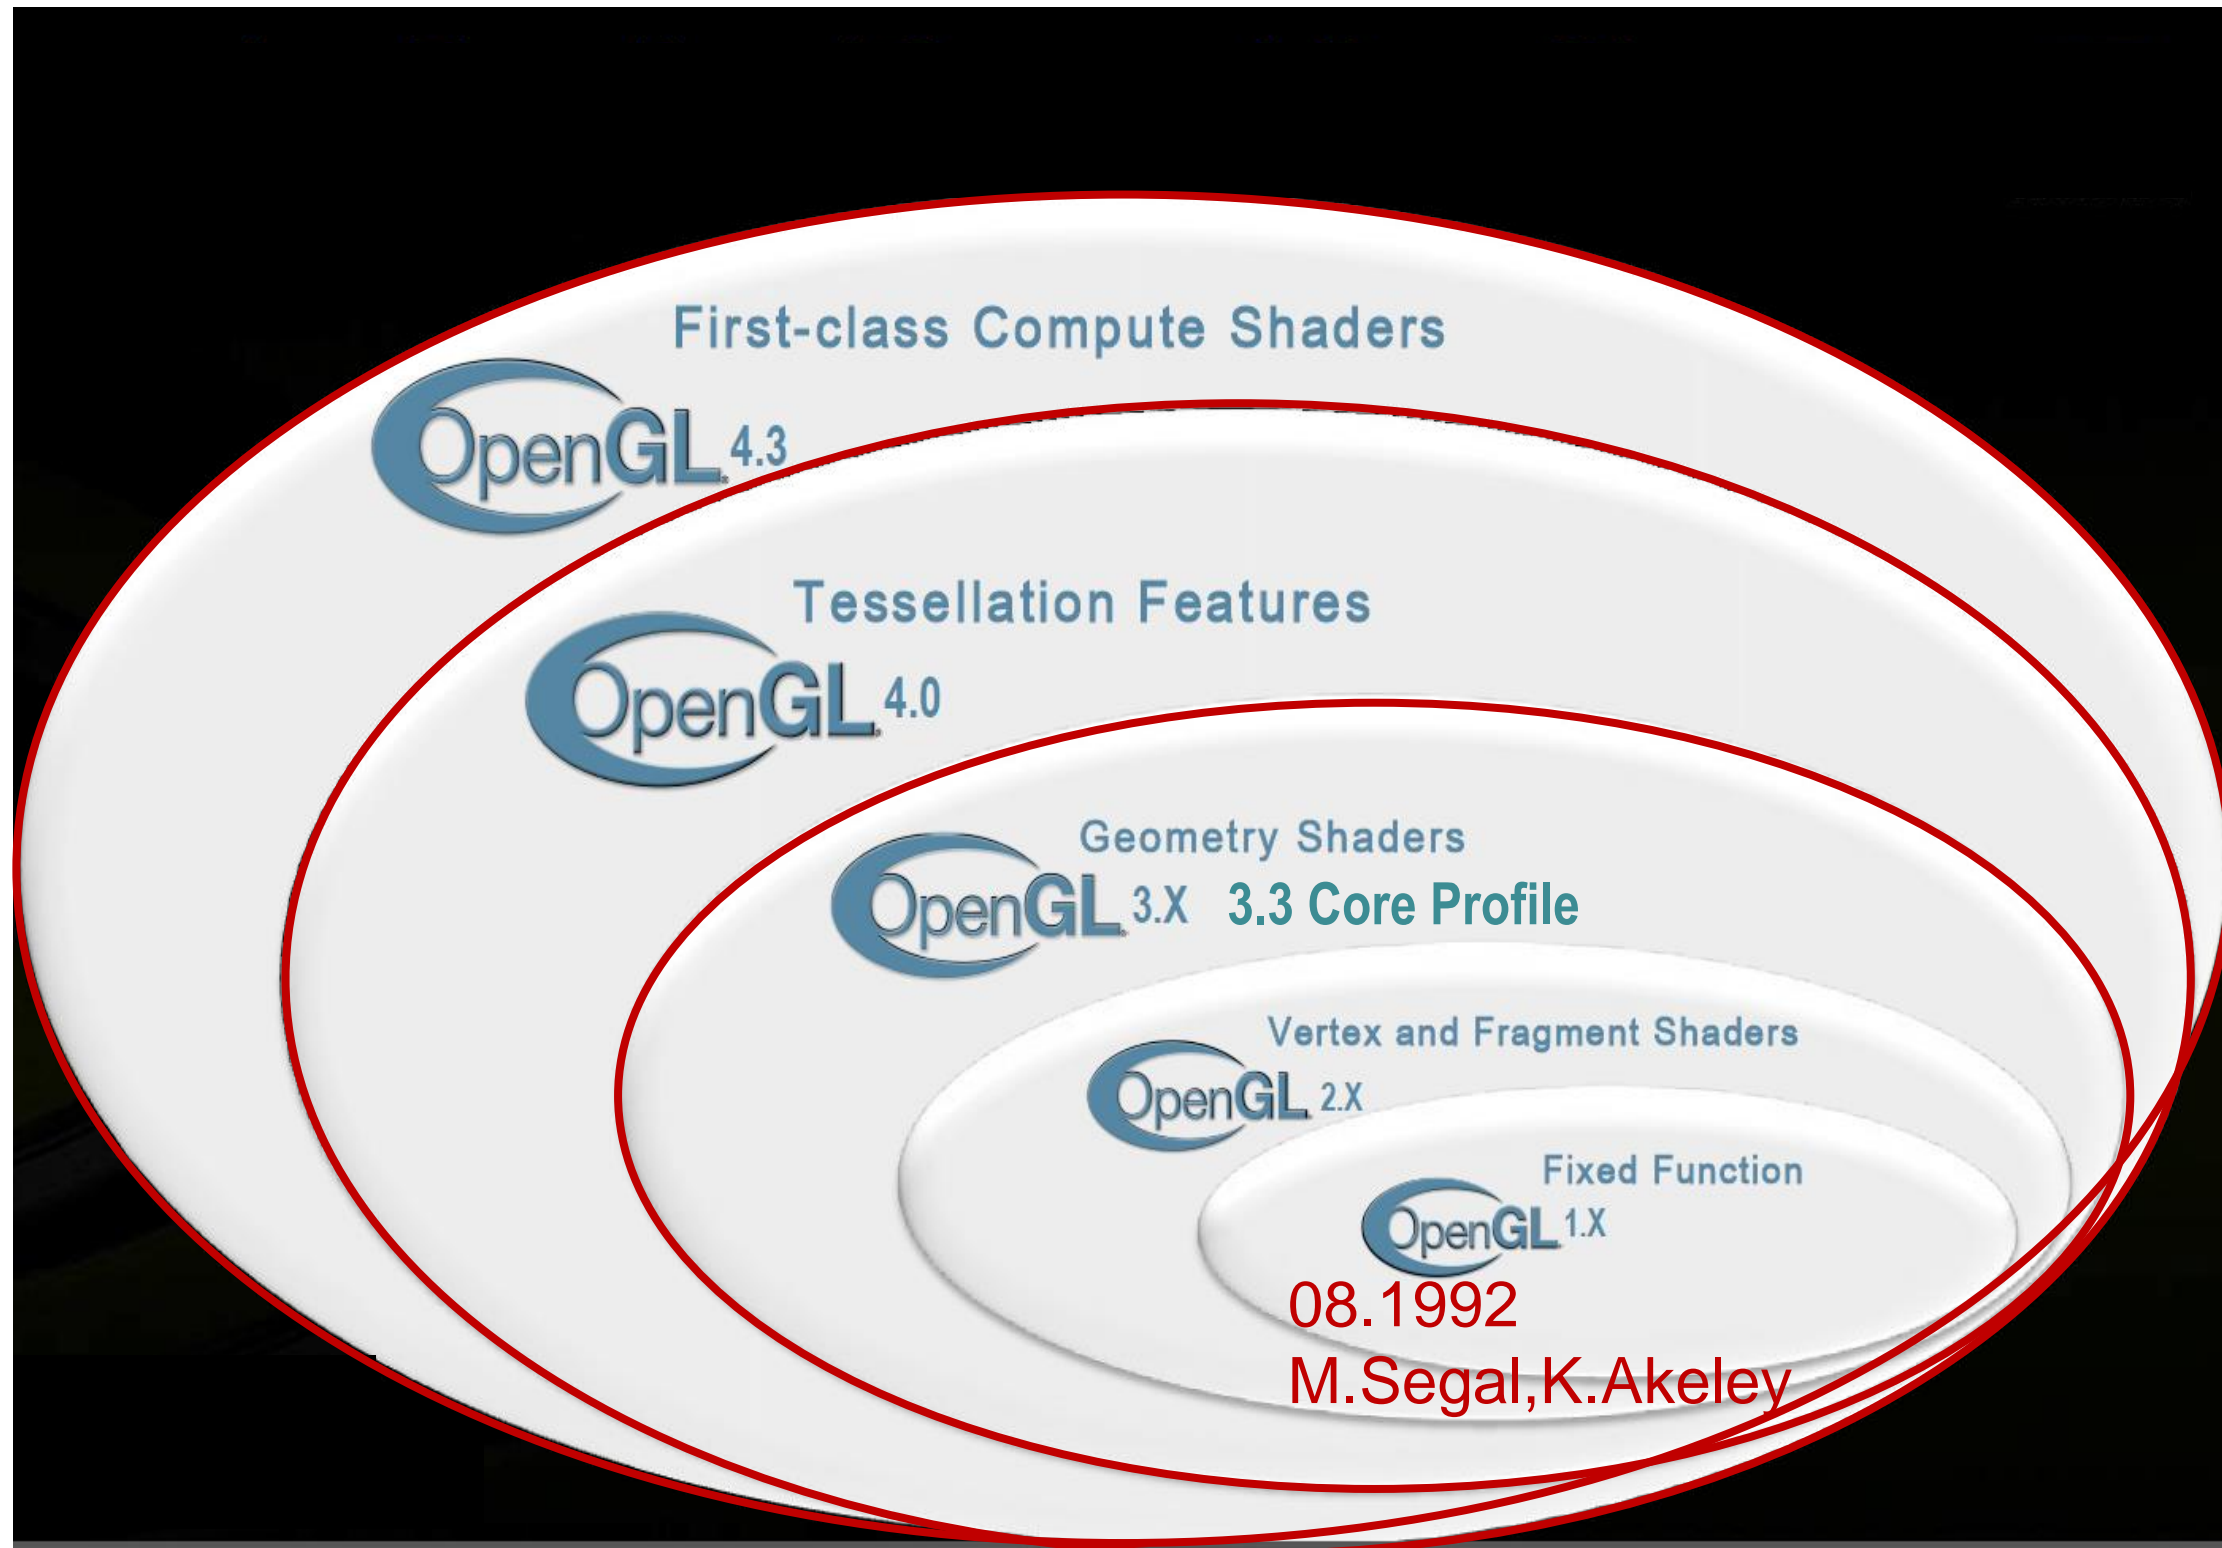 First-class Compute Shaders
OpenGL 4.3
Tessellation Features
OpenGL 4.0
Geometry Shaders
OpenGL 3.X 3.3 Core Profile
Vertex and Fragment Shaders
OpenGL 2.X
Fixed Function
OpenGL 1.X
08.1992
M.Segal,K.Akeley